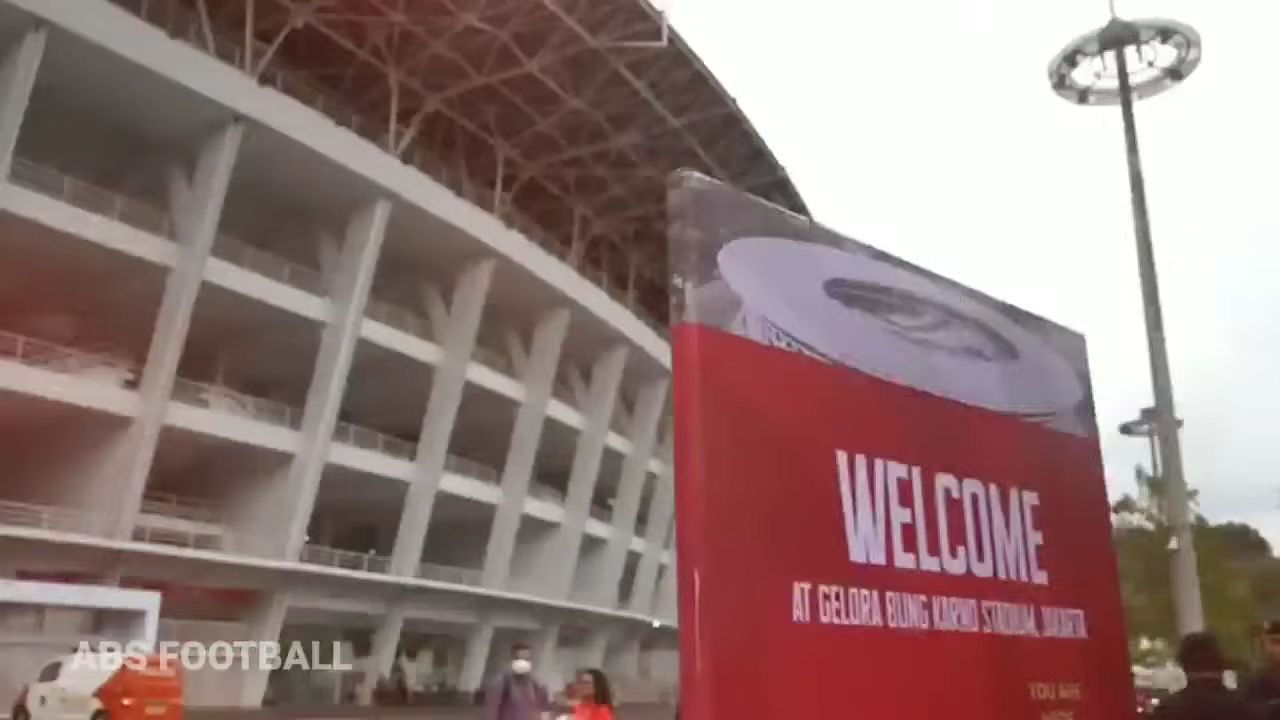 WELCOME
AT GELORA BUNG KARNO STADIUM, JAKARTA
YOU ARE
ABS FOOTBALL